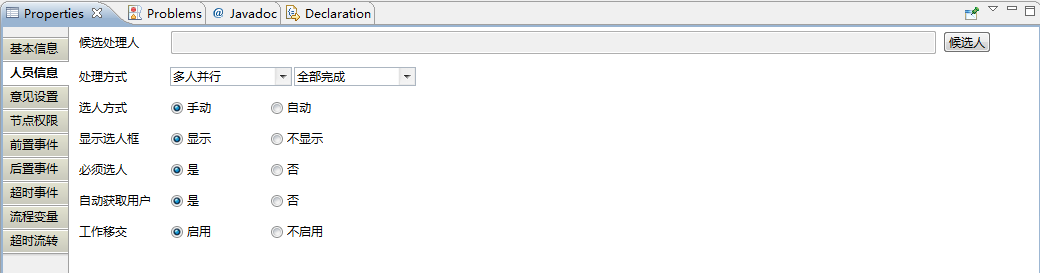 Properties Problems @ Javadoc Declaration
基本信息
人员信息
意见设置
节点权限
前置事件
后置事件
超时事件
流程变量
超时流转
候选处理人 候选人
处理方式 多人并行 全部完成
选人方式 手动 自动
显示选人框 显示 不显示
必须选人 是 否
自动获取用户 是 否
工作移交 启用 不启用